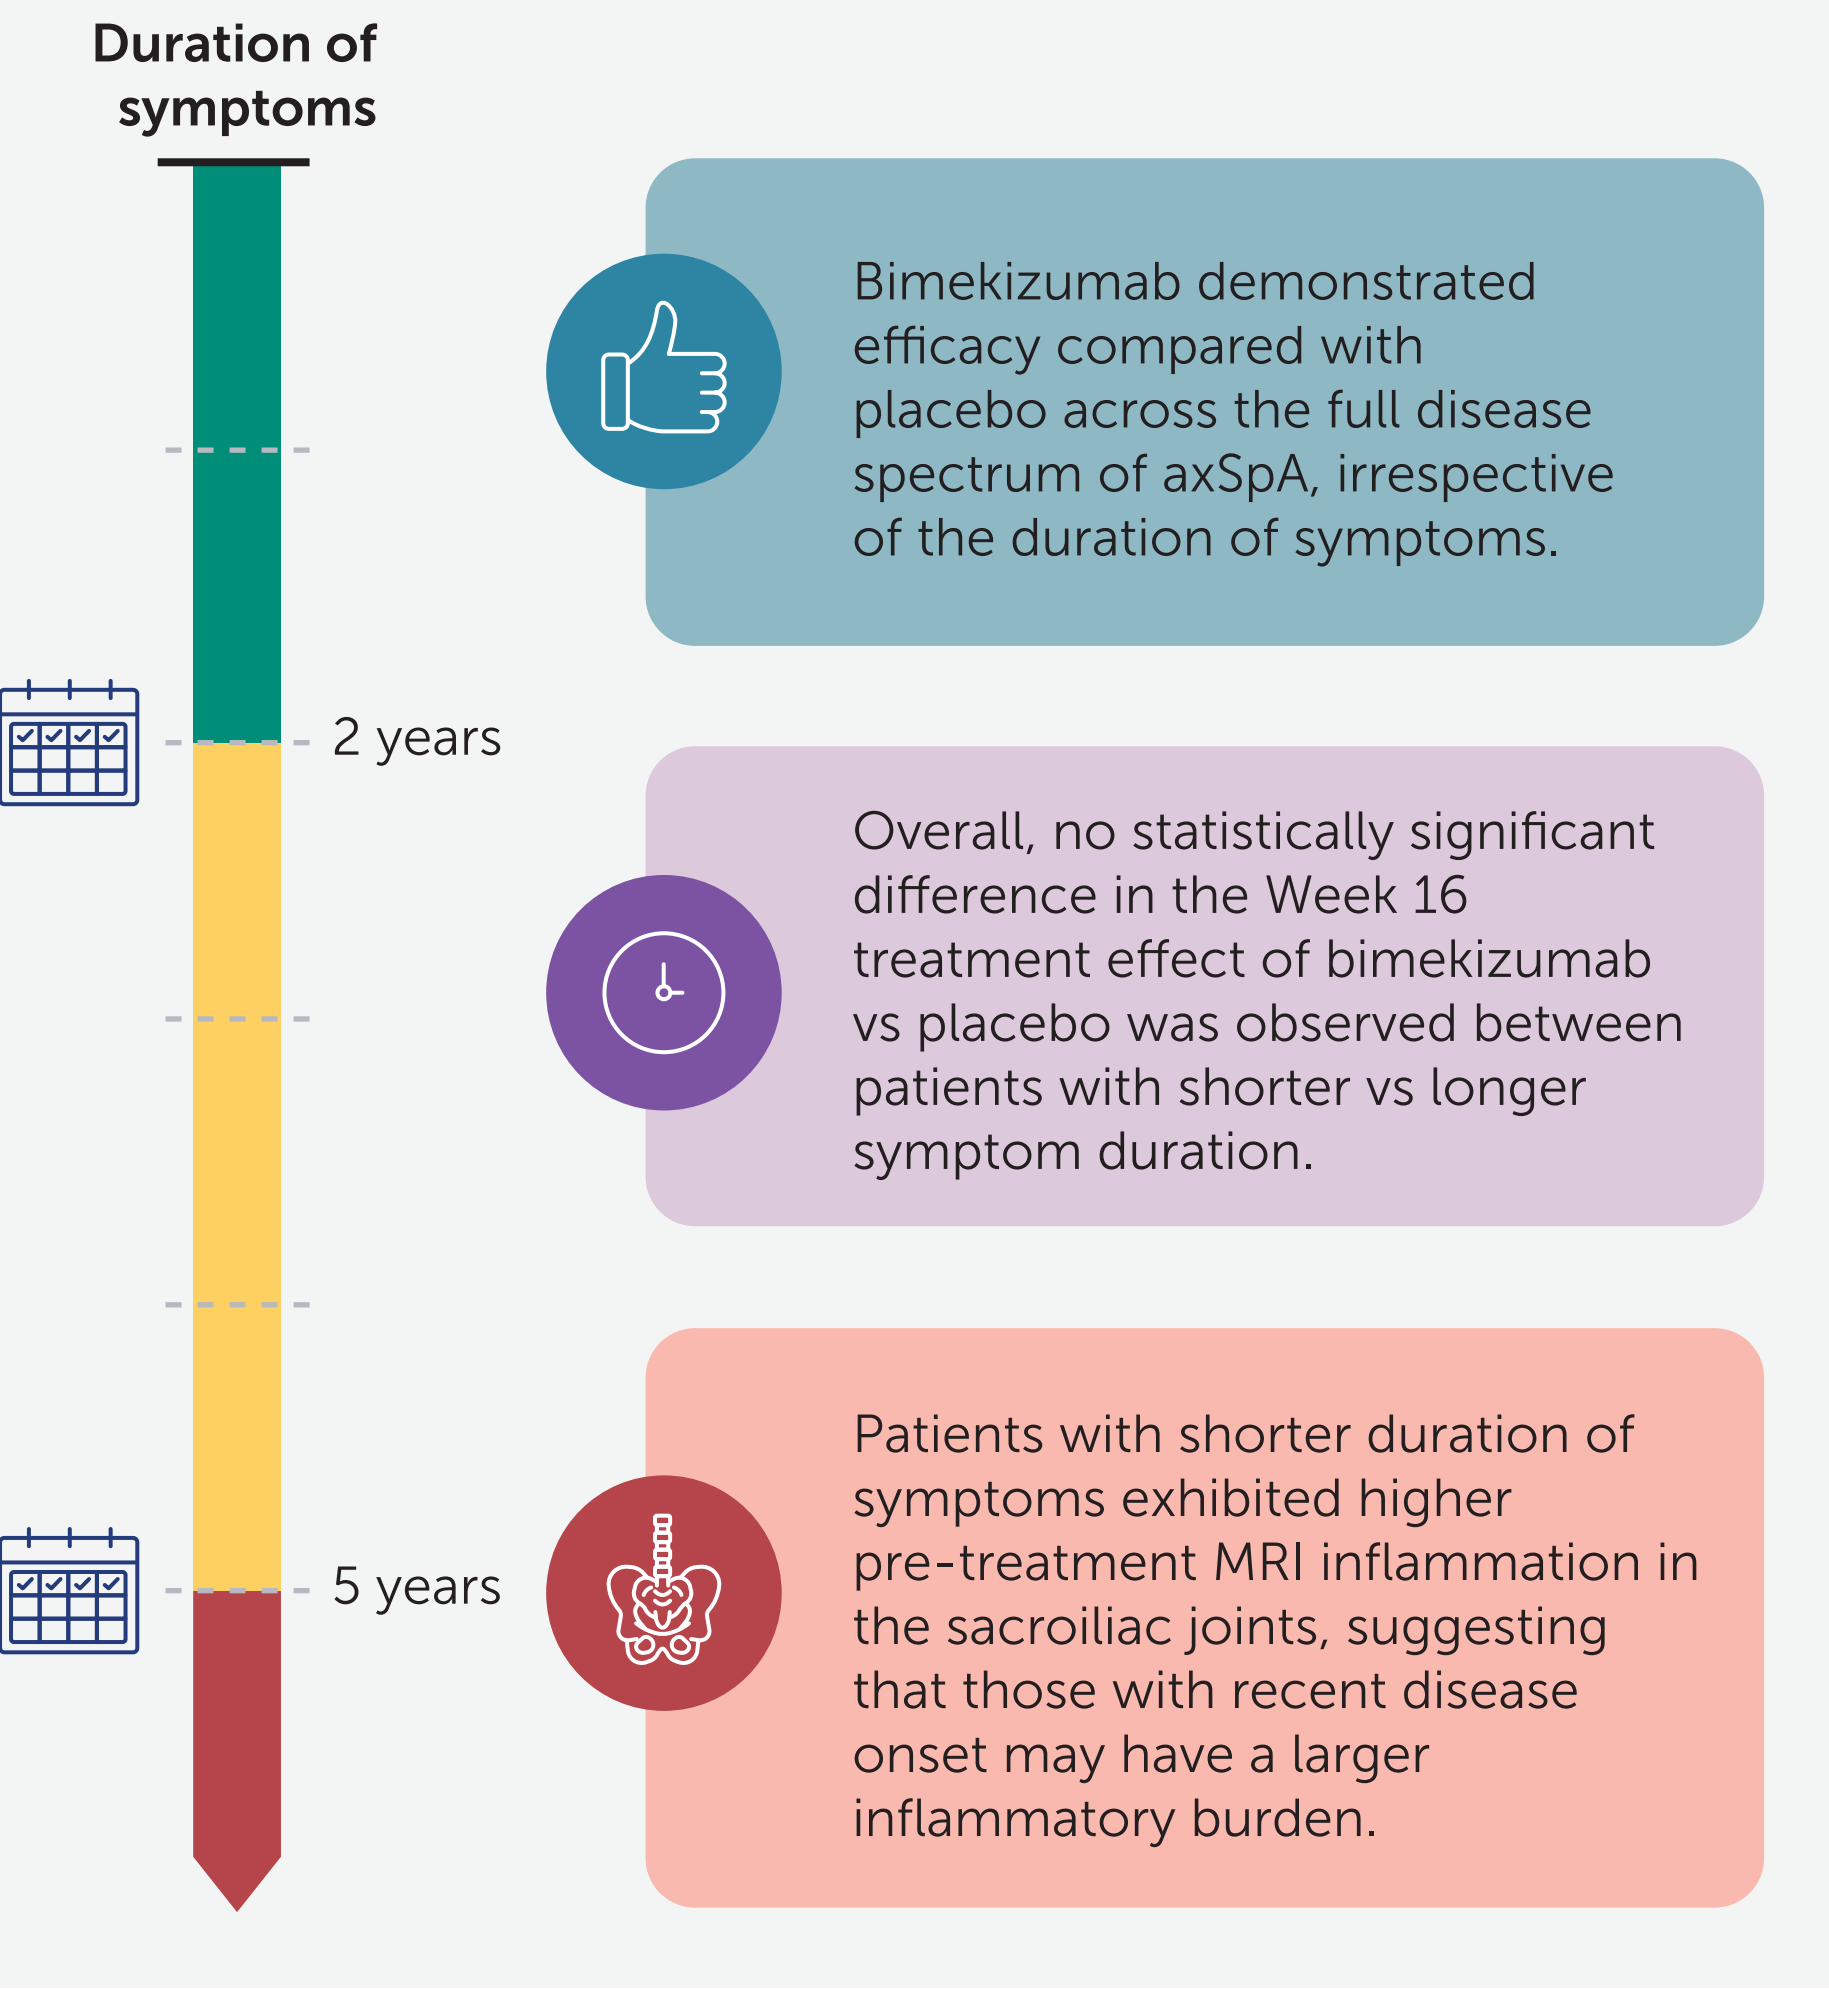 Duration of
symptoms
Bimekizumab demonstrated
efficacy compared with
placebo across the full disease
spectrum of axSpA, irrespective
of the duration of symptoms.
2 years
Overall, no statistically significant
difference in the Week 16
treatment effect of bimekizumab
vs placebo was observed between
patients with shorter vs longer
symptom duration.
5 years
Patients with shorter duration of
symptoms exhibited higher
pre-treatment MRI inflammation in
the sacroiliac joints, suggesting
that those with recent disease
onset may have a larger
inflammatory burden.